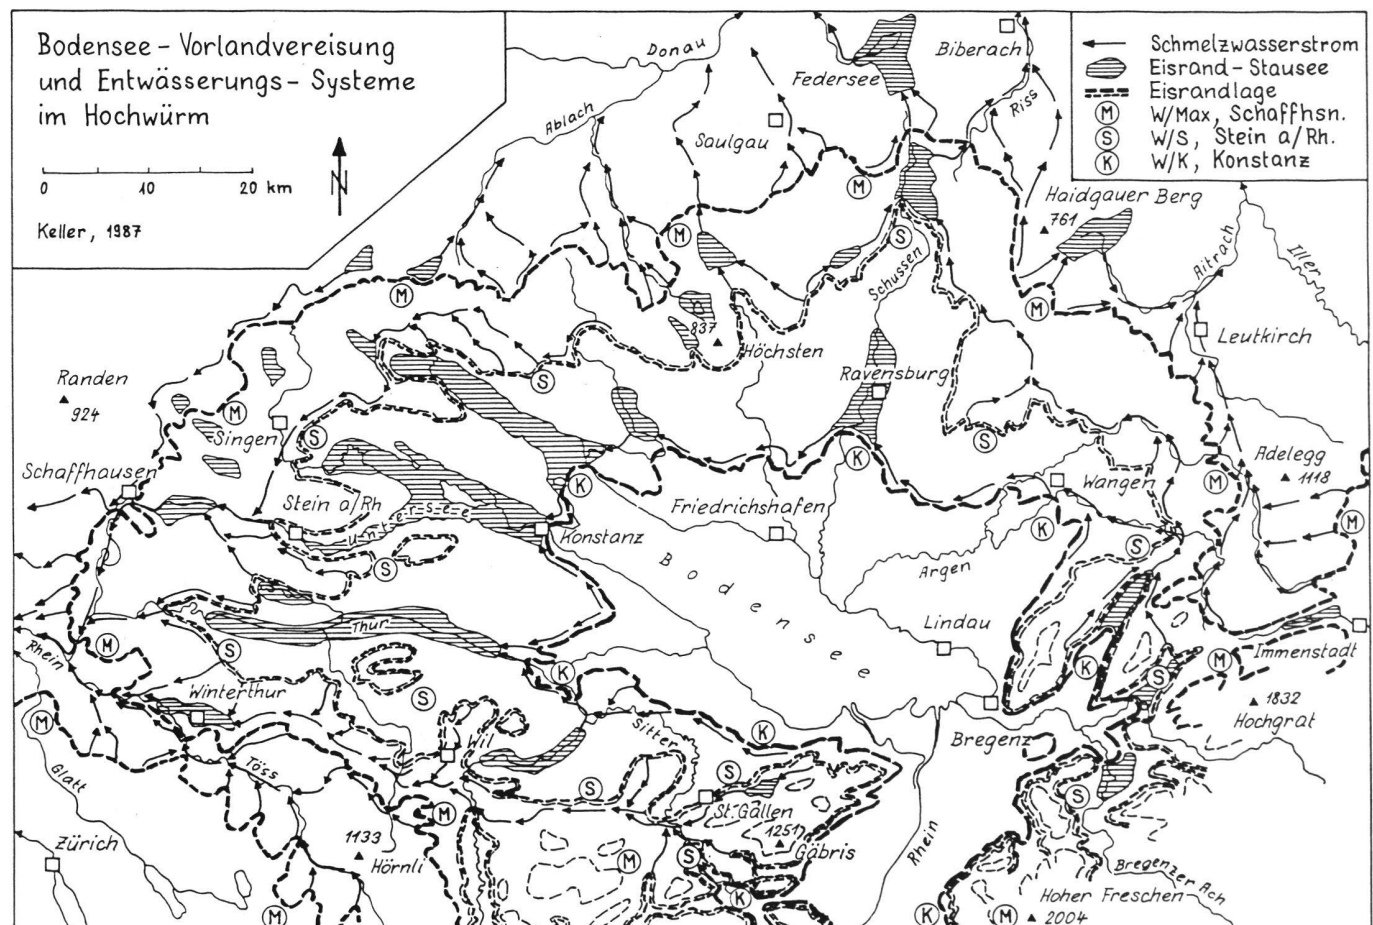 Bodensee – Vorlandvereisung
und Entwässerungs – Systeme
im Hochwürm
0 10 20 km
N
Keller, 1987
Schmelzwasserstrom
Eisrand – Stausee
Eisrandlage
M W/Max, Schaffhsn.
S W/S, Stein a/Rh.
K W/K, Konstanz
Donau
Biberach
Federsee
Riss
Ablach
Saulgau
M
Haidgauer Berg
761
M
S
Aitrach
Iller
Schussen
M
M
837
Höchsten
Leutkirch
Randen
924
S
Ravensburg
M
Singen
S
S
K
Adelegg
1118
Schaffhausen
K
Wangen
M
Stein a/Rh
Untersee
Friedrichshafen
M
Konstanz
K
S
S
Argen
Bodensee
Thur
Lindau
M
S
Rhein
K
K
S
M
Immenstadt
Winterthur
S
1832
Hochgrat
M
Sitter
K
Bregenz
Wil
Glatt
Töss
S
S
S
St. Gallen
M
1251
Gäbris
Rhein
1133
Hörnli
Zürich
M
S
Bregenzer Ach
K
Hoher Freschen
2004
M
K
M